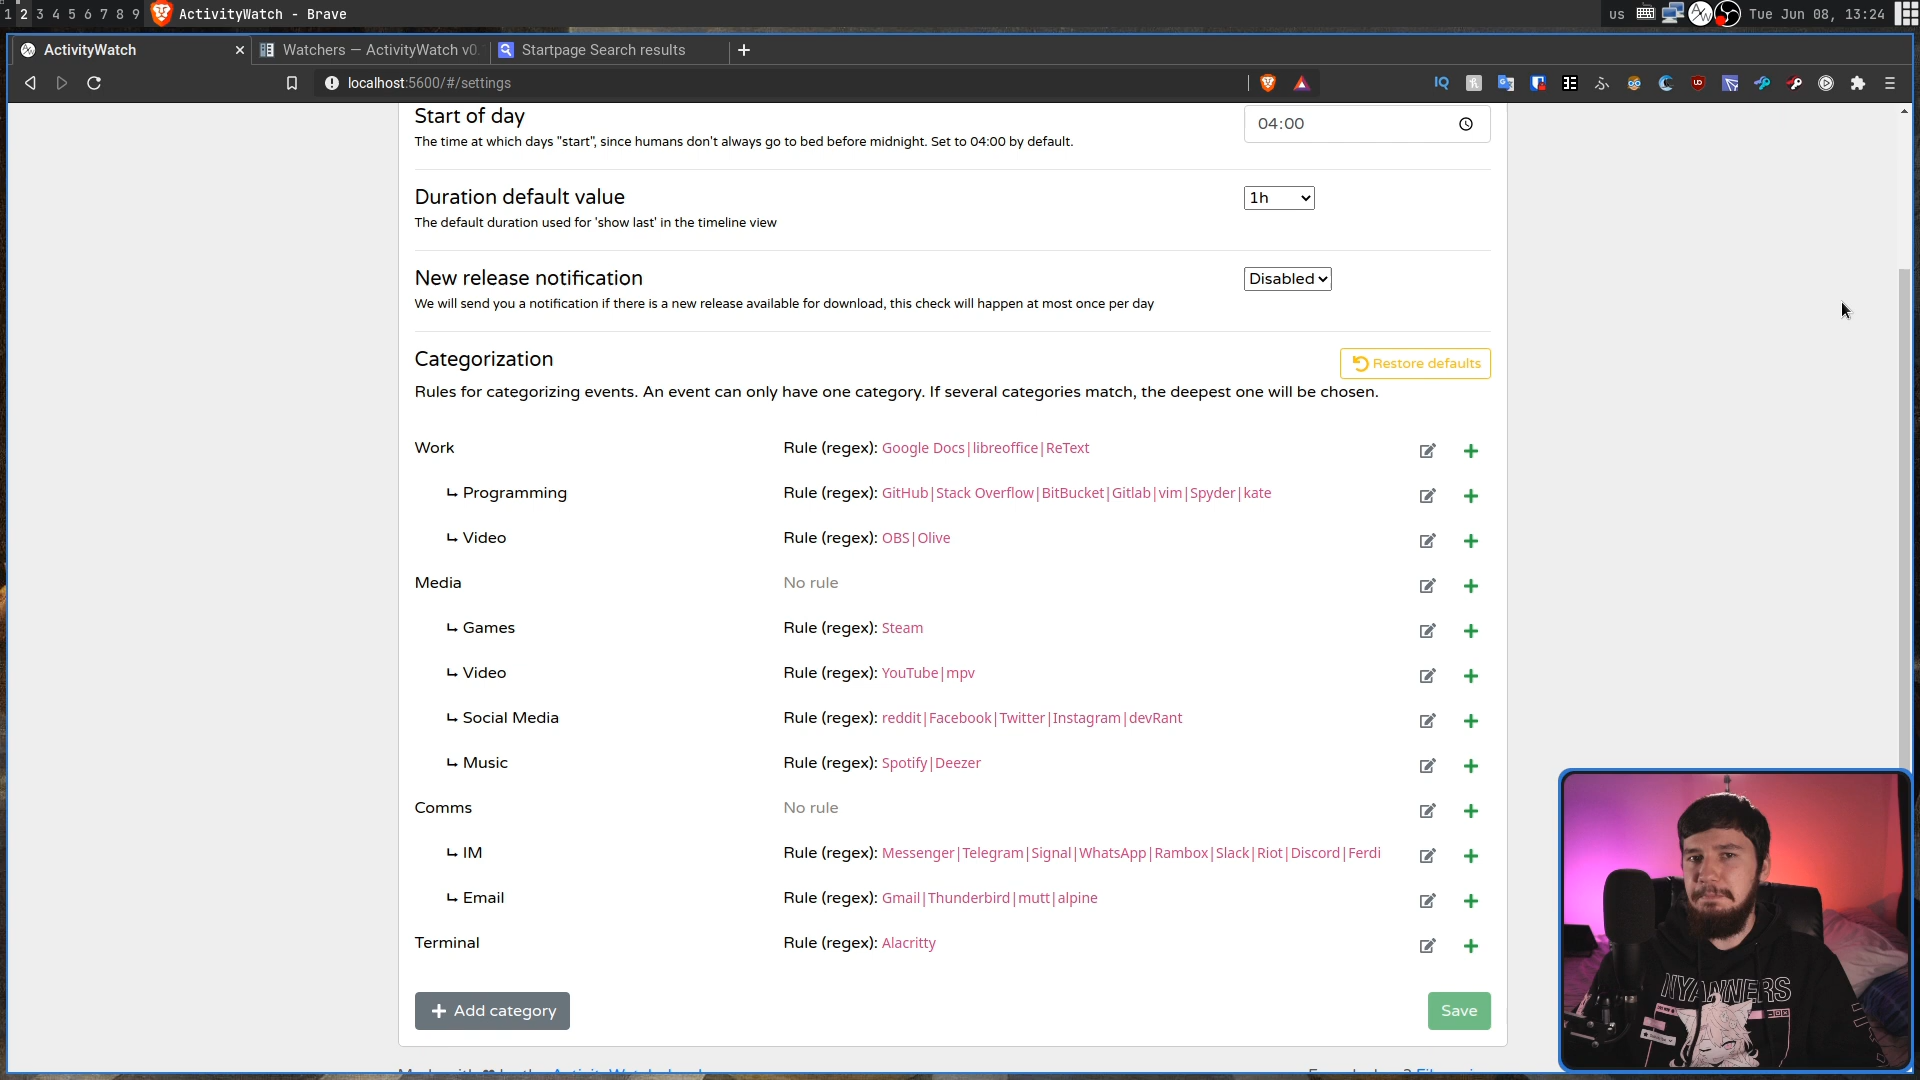 1 2 3 4 5 6 7 8 9 ActivityWatch - Brave
us Tue Jun 08, 13:24
ActivityWatch
Watchers — ActivityWatch v0.
Startpage Search results
localhost:5600/#/settings
Start of day
04:00
The time at which days "start", since humans don't always go to bed before midnight. Set to 04:00 by default.
Duration default value
1h
The default duration used for 'show last' in the timeline view
New release notification
Disabled
We will send you a notification if there is a new release available for download, this check will happen at most once per day
Categorization
Restore defaults
Rules for categorizing events. An event can only have one category. If several categories match, the deepest one will be chosen.
Work Rule (regex): Google Docs|libreoffice|ReText
↳ Programming Rule (regex): GitHub|Stack Overflow|BitBucket|Gitlab|vim|Spyder|kate
↳ Video Rule (regex): OBS|Olive
Media No rule
↳ Games Rule (regex): Steam
↳ Video Rule (regex): YouTube|mpv
↳ Social Media Rule (regex): reddit|Facebook|Twitter|Instagram|devRant
↳ Music Rule (regex): Spotify|Deezer
Comms No rule
↳ IM Rule (regex): Messenger|Telegram|Signal|WhatsApp|Rambox|Slack|Riot|Discord|Ferdi
↳ Email Rule (regex): Gmail|Thunderbird|mutt|alpine
Terminal Rule (regex): Alacritty
Add category
Save
NYANNERS